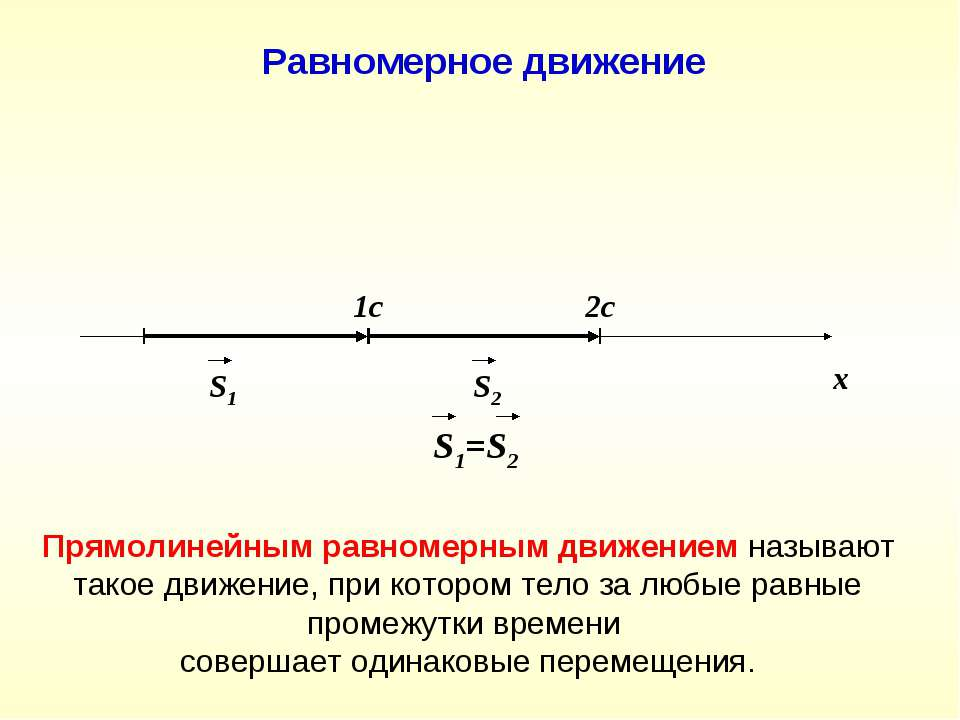 Равномерное движение
1с 2с
S1 S2 x
S1=S2
Прямолинейным равномерным движением называют
такое движение, при котором тело за любые равные
промежутки времени
совершает одинаковые перемещения.